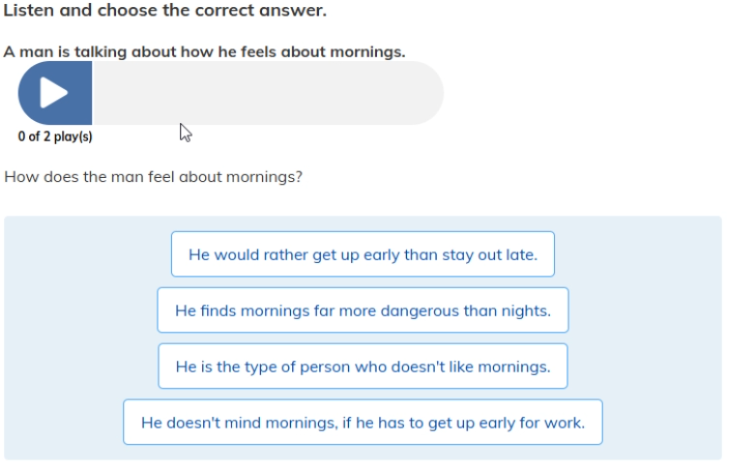 Listen and choose the correct answer.
A man is talking about how he feels about mornings.
0 of 2 play(s)
How does the man feel about mornings?
He would rather get up early than stay out late.
He finds mornings far more dangerous than nights.
He is the type of person who doesn't like mornings.
He doesn't mind mornings, if he has to get up early for work.